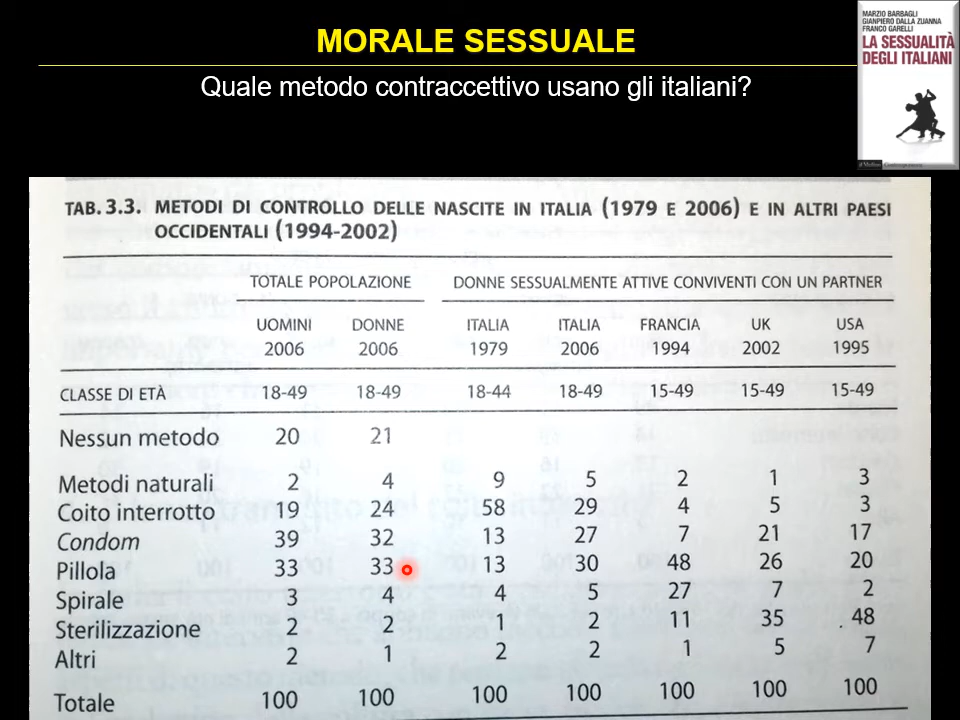 MORALE SESSUALE
Quale metodo contraccettivo usano gli italiani?
MARZIO BARBAGLI
GIANPIERO DALLA ZUANNA
FRANCO GARELLI
LA SESSUALITÀ
DEGLI ITALIANI
il Mulino
TAB. 3.3. METODI DI CONTROLLO DELLE NASCITE IN ITALIA (1979 E 2006) E IN ALTRI PAESI
OCCIDENTALI (1994-2002)
TOTALE POPOLAZIONE DONNE SESSUALMENTE ATTIVE CONVIVENTI CON UN PARTNER
UOMINI DONNE ITALIA ITALIA FRANCIA UK USA
2006 2006 1979 2006 1994 2002 1995
CLASSE DI ETÀ 18-49 18-49 18-44 18-49 15-49 15-49 15-49
Nessun metodo 20 21
Metodi naturali 2 4 9 5 2 1 3
Coito interrotto 19 24 58 29 4 5 3
Condom 39 32 13 27 7 21 17
Pillola 33 33 13 30 48 26 20
Spirale 3 4 4 5 27 7 2
Sterilizzazione 2 2 1 2 11 35 48
Altri 2 1 2 2 1 5 7
Totale 100 100 100 100 100 100 100